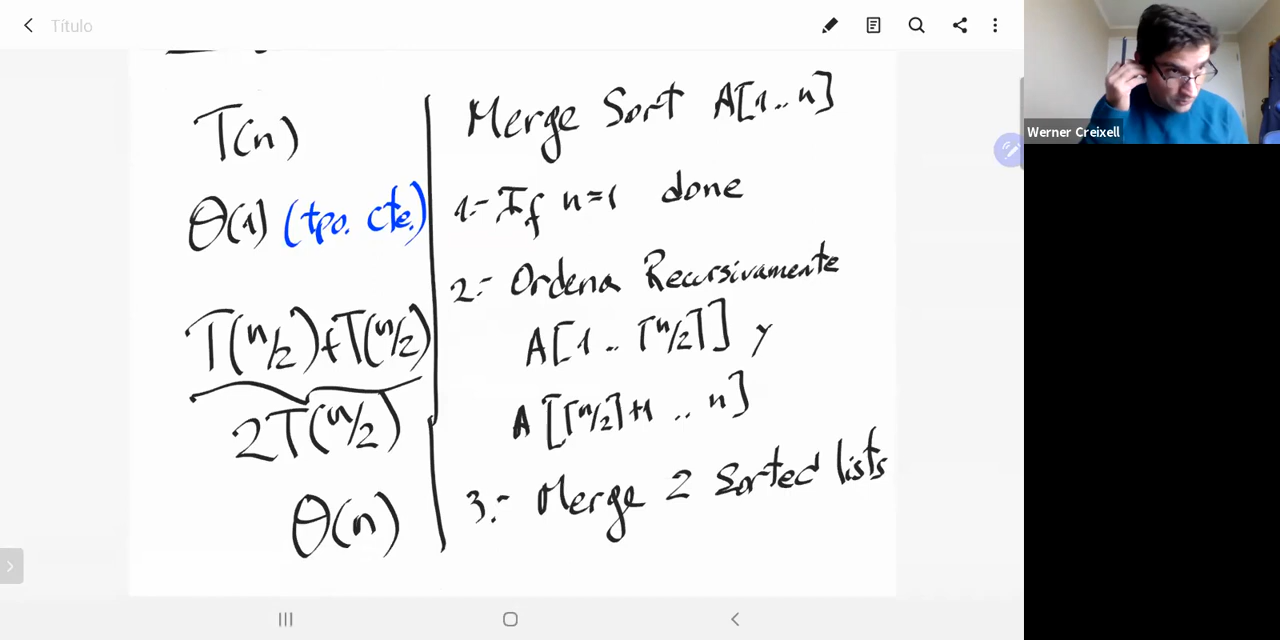 Título
Werner Creixell
T(n)
Merge Sort A[1..n]
Θ(1) (tpo. cte.)
1.- If n=1 done
2.- Ordena Recursivamente
T(n/2)+T(n/2)
A[1..⌈n/2⌉] y
2T(n/2)
A[⌈n/2⌉+1 .. n]
Θ(n)
3.- Merge 2 Sorted lists